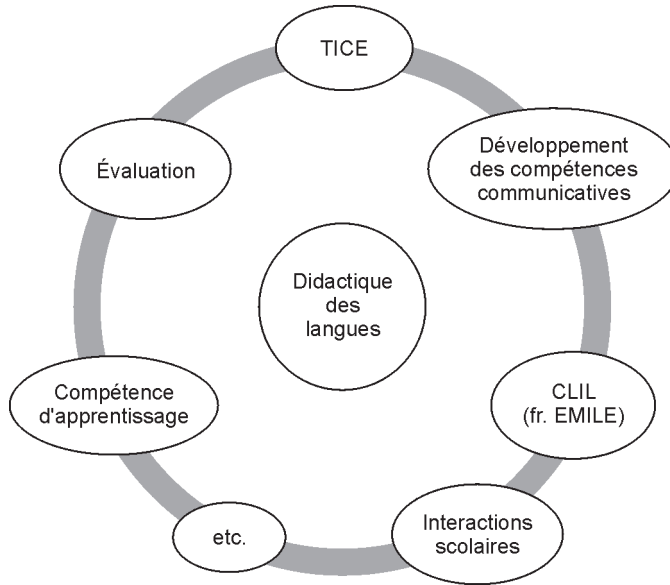 TICE
Développement
des compétences
communicatives
Évaluation
Didactique
des
langues
Compétence
d'apprentissage
CLIL
(fr. EMILE)
Interactions
scolaires
etc.